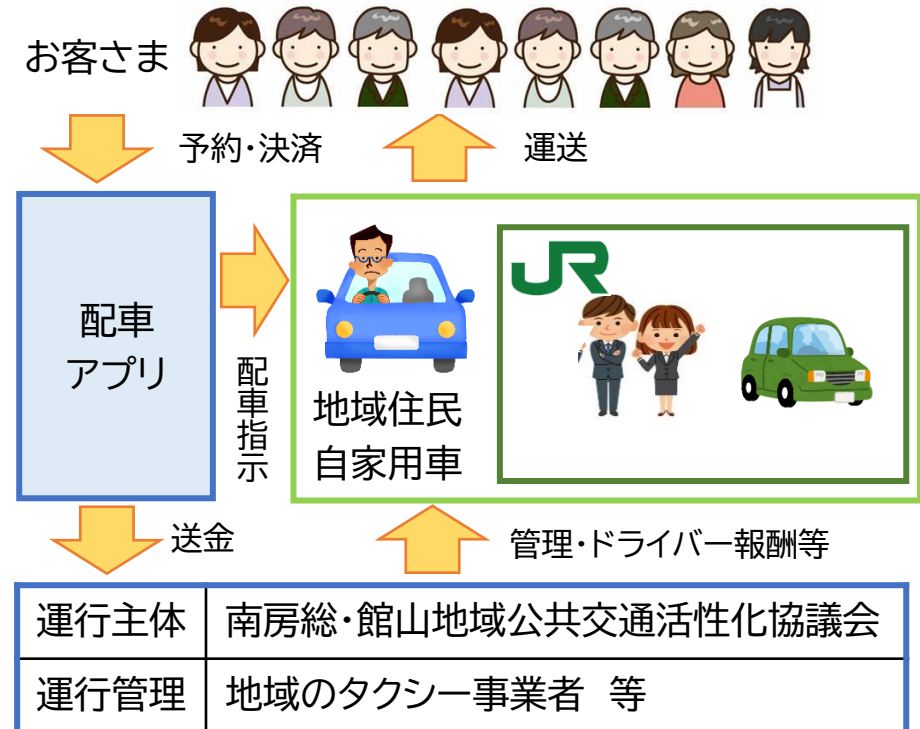 お客さま
予約・決済
運送
配車
アプリ
配車指示
JR
地域住民
自家用車
送金
管理・ドライバー報酬等
運行主体 南房総・館山地域公共交通活性化協議会
運行管理 地域のタクシー事業者 等